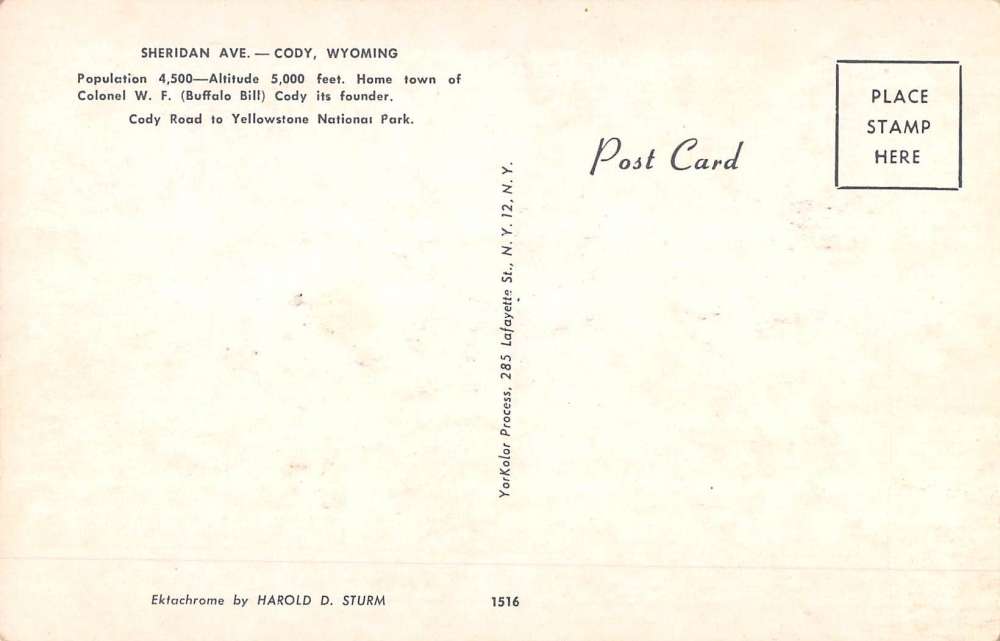 SHERIDAN AVE. — CODY, WYOMING
Population 4,500—Altitude 5,000 feet. Home town of
Colonel W. F. (Buffalo Bill) Cody its founder.
Cody Road to Yellowstone National Park.
Post Card
PLACE
STAMP
HERE
YorKolor Process, 285 Lafayette St., N. Y. 12, N. Y.
Ektachrome by HAROLD D. STURM
1516